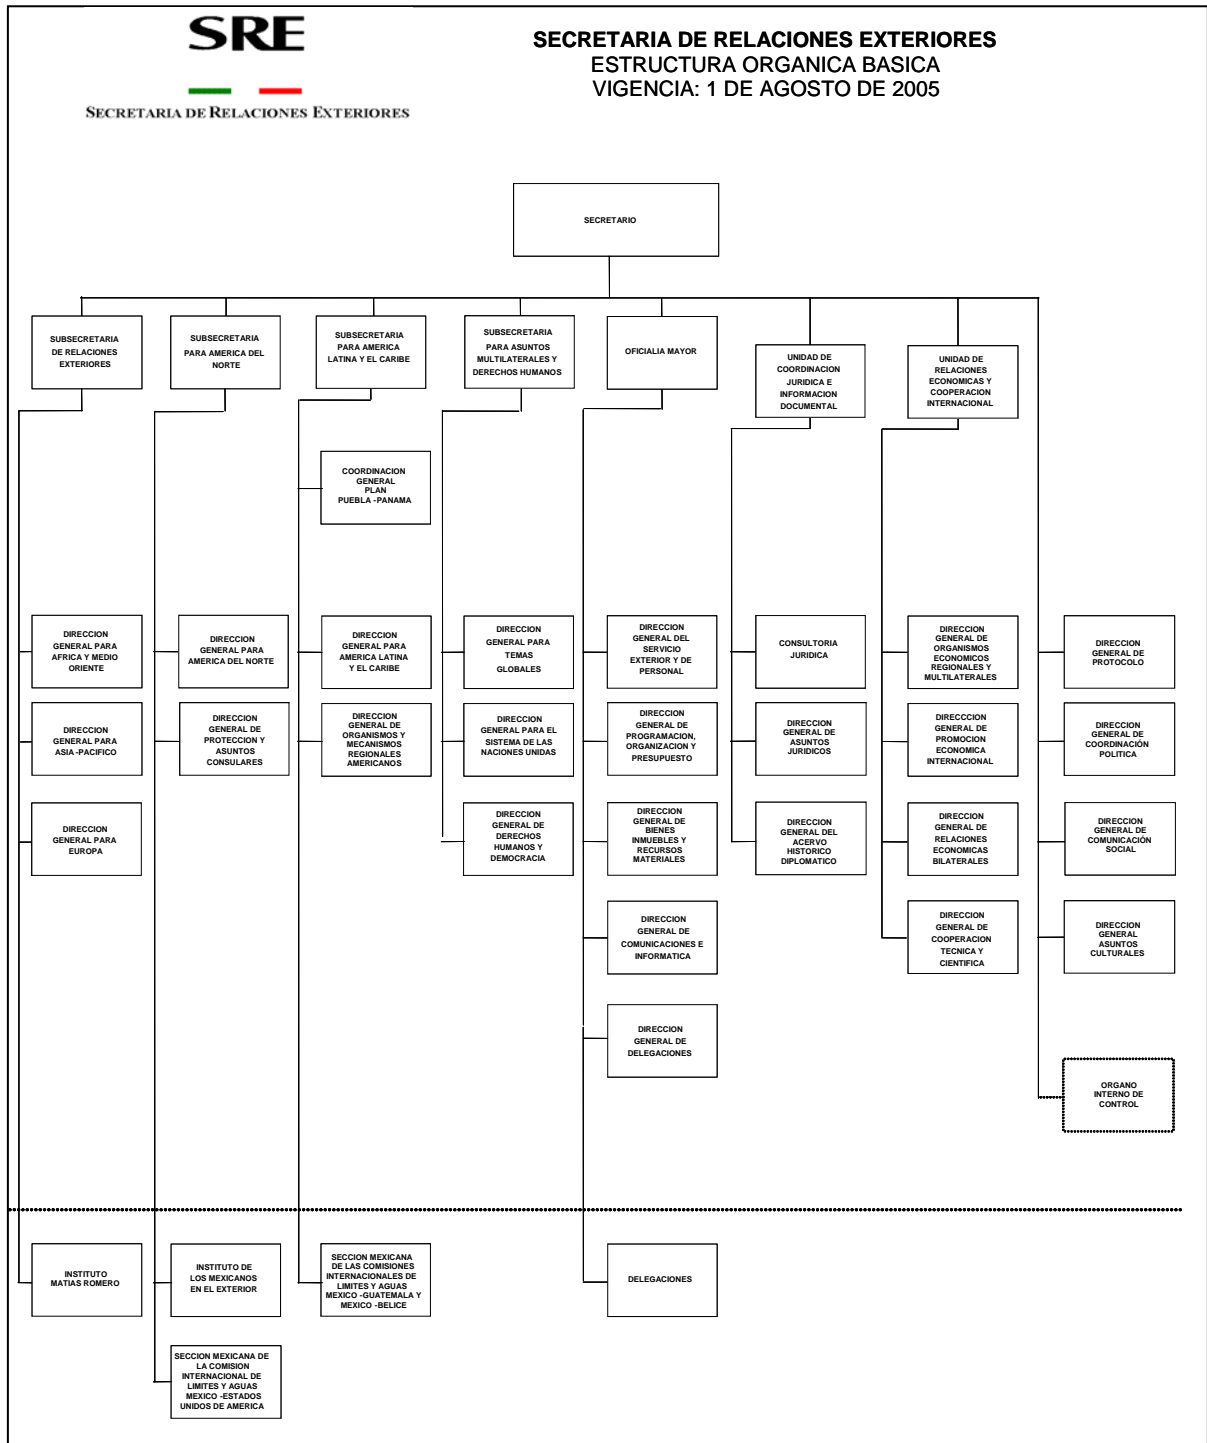 SRE
SECRETARIA DE RELACIONES EXTERIORES
SECRETARIA DE RELACIONES EXTERIORES
ESTRUCTURA ORGANICA BASICA
VIGENCIA: 1 DE AGOSTO DE 2005
SECRETARIO
SUBSECRETARIA
DE RELACIONES
EXTERIORES
SUBSECRETARIA
PARA AMERICA DEL
NORTE
SUBSECRETARIA
PARA AMERICA
LATINA Y EL CARIBE
SUBSECRETARIA
PARA ASUNTOS
MULTILATERALES Y
DERECHOS HUMANOS
OFICIALIA MAYOR
UNIDAD DE
COORDINACION
JURIDICA E
INFORMACION
DOCUMENTAL
UNIDAD DE
RELACIONES
ECONOMICAS Y
COOPERACION
INTERNACIONAL
COORDINACION
GENERAL
PLAN
PUEBLA -PANAMA
DIRECCION
GENERAL PARA
AFRICA Y MEDIO
ORIENTE
DIRECCION
GENERAL PARA
AMERICA DEL NORTE
DIRECCION
GENERAL PARA
AMERICA LATINA
Y EL CARIBE
DIRECCION
GENERAL PARA
TEMAS
GLOBALES
DIRECCION
GENERAL DEL
SERVICIO
EXTERIOR Y DE
PERSONAL
CONSULTORIA
JURIDICA
DIRECCION
GENERAL DE
ORGANISMOS
ECONOMICOS
REGIONALES Y
MULTILATERALES
DIRECCION
GENERAL DE
PROTOCOLO
DIRECCION
GENERAL PARA
ASIA -PACIFICO
DIRECCION
GENERAL DE
PROTECCION Y
ASUNTOS
CONSULARES
DIRECCION
GENERAL DE
ORGANISMOS Y
MECANISMOS
REGIONALES
AMERICANOS
DIRECCION
GENERAL PARA EL
SISTEMA DE LAS
NACIONES UNIDAS
DIRECCION
GENERAL DE
PROGRAMACION,
ORGANIZACION Y
PRESUPUESTO
DIRECCION
GENERAL DE
ASUNTOS
JURIDICOS
DIRECCCION
GENERAL DE
PROMOCION
ECONOMICA
INTERNACIONAL
DIRECCION
GENERAL DE
COORDINACIÓN
POLITICA
DIRECCION
GENERAL PARA
EUROPA
DIRECCION
GENERAL DE
DERECHOS
HUMANOS Y
DEMOCRACIA
DIRECCION
GENERAL DE
BIENES
INMUEBLES Y
RECURSOS
MATERIALES
DIRECCION
GENERAL DEL
ACERVO
HISTORICO
DIPLOMATICO
DIRECCION
GENERAL DE
RELACIONES
ECONOMICAS
BILATERALES
DIRECCION
GENERAL DE
COMUNICACIÓN
SOCIAL
DIRECCION
GENERAL DE
COMUNICACIONES E
INFORMATICA
DIRECCION
GENERAL DE
COOPERACION
TECNICA Y
CIENTIFICA
DIRECCION
GENERAL
ASUNTOS
CULTURALES
DIRECCION
GENERAL DE
DELEGACIONES
ORGANO
INTERNO DE
CONTROL
INSTITUTO
MATIAS ROMERO
INSTITUTO DE
LOS MEXICANOS
EN EL EXTERIOR
SECCION MEXICANA
DE LAS COMISIONES
INTERNACIONALES DE
LIMITES Y AGUAS
MEXICO -GUATEMALA Y
MEXICO -BELICE
DELEGACIONES
SECCION MEXICANA DE
LA COMISION
INTERNACIONAL DE
LIMITES Y AGUAS
MEXICO -ESTADOS
UNIDOS DE AMERICA